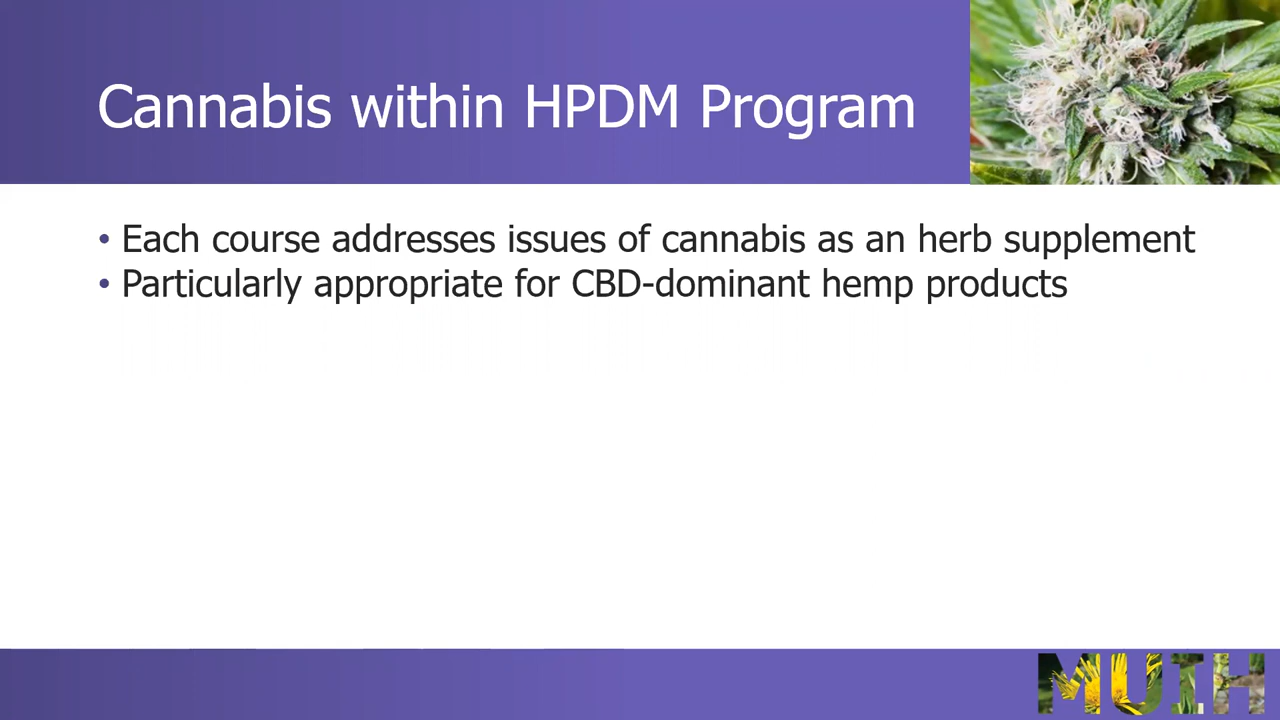 Cannabis within HPDM Program
• Each course addresses issues of cannabis as an herb supplement
• Particularly appropriate for CBD-dominant hemp products
MUIH